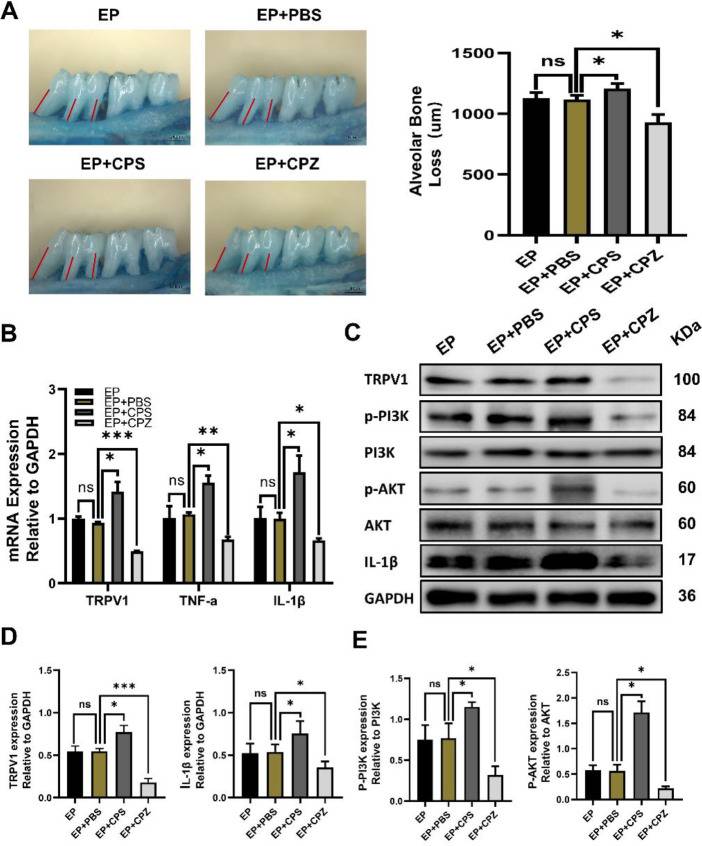 A
EP
EP+PBS
EP+CPS
EP+CPZ
Alveolar Bone
Loss (um)
1500
1000
500
0
ns
*
*
EP
EP+PBS
EP+CPS
EP+CPZ
B
mRNA Expression
Relative to GAPDH
3
2
1
0
EP
EP+PBS
EP+CPS
EP+CPZ
***
*
ns
**
*
ns
*
*
ns
TRPV1
TNF-a
IL-1β
C
EP
EP+PBS
EP+CPS
EP+CPZ
KDa
TRPV1 100
p-PI3K 84
PI3K 84
p-AKT 60
AKT 60
IL-1β 17
GAPDH 36
D
TRPV1 expression
Relative to GAPDH
1.5
1.0
0.5
0.0
ns
*
***
EP
EP+PBS
EP+CPS
EP+CPZ
IL-1β expression
Relative to GAPDH
1.5
1.0
0.5
0.0
ns
*
*
EP
EP+PBS
EP+CPS
EP+CPZ
E
P-PI3K expression
Relative to PI3K
1.5
1.0
0.5
0.0
ns
*
*
EP
EP+PBS
EP+CPS
EP+CPZ
P-AKT expression
Relative to AKT
2.5
2.0
1.5
1.0
0.5
0.0
ns
*
*
EP
EP+PBS
EP+CPS
EP+CPZ